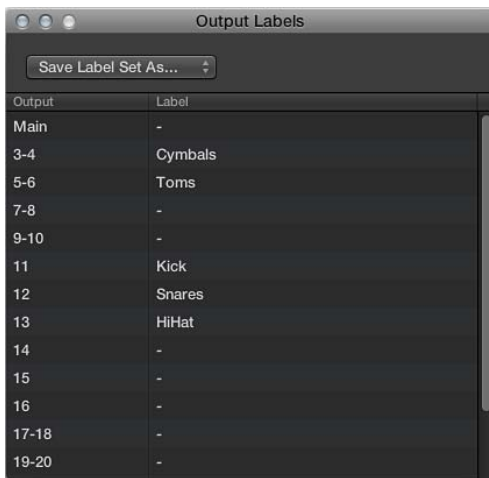 Output Labels
Save Label Set As...
Output Label
Main -
3-4 Cymbals
5-6 Toms
7-8 -
9-10 -
11 Kick
12 Snares
13 HiHat
14 -
15 -
16 -
17-18 -
19-20 -